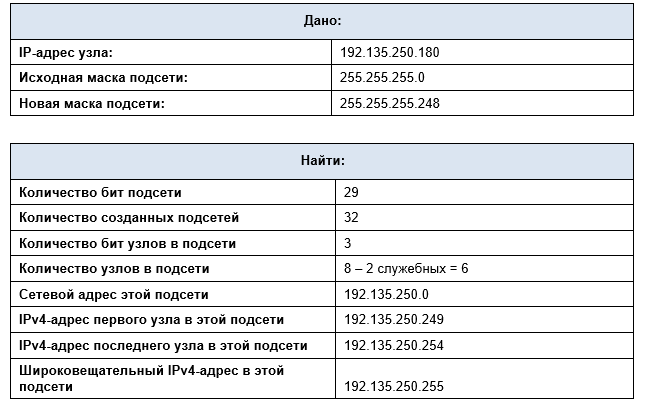 Дано:
IP-адрес узла: 192.135.250.180
Исходная маска подсети: 255.255.255.0
Новая маска подсети: 255.255.255.248
Найти:
Количество бит подсети 29
Количество созданных подсетей 32
Количество бит узлов в подсети 3
Количество узлов в подсети 8 – 2 служебных = 6
Сетевой адрес этой подсети 192.135.250.0
IPv4-адрес первого узла в этой подсети 192.135.250.249
IPv4-адрес последнего узла в этой подсети 192.135.250.254
Широковещательный IPv4-адрес в этой
подсети 192.135.250.255